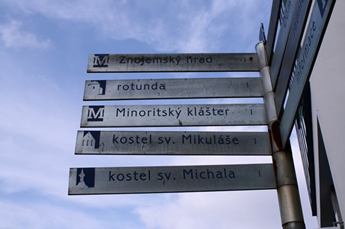 M Znojemský hrad
rotunda
M Minoritský klášter
kostel sv. Mikuláše
kostel sv. Michala